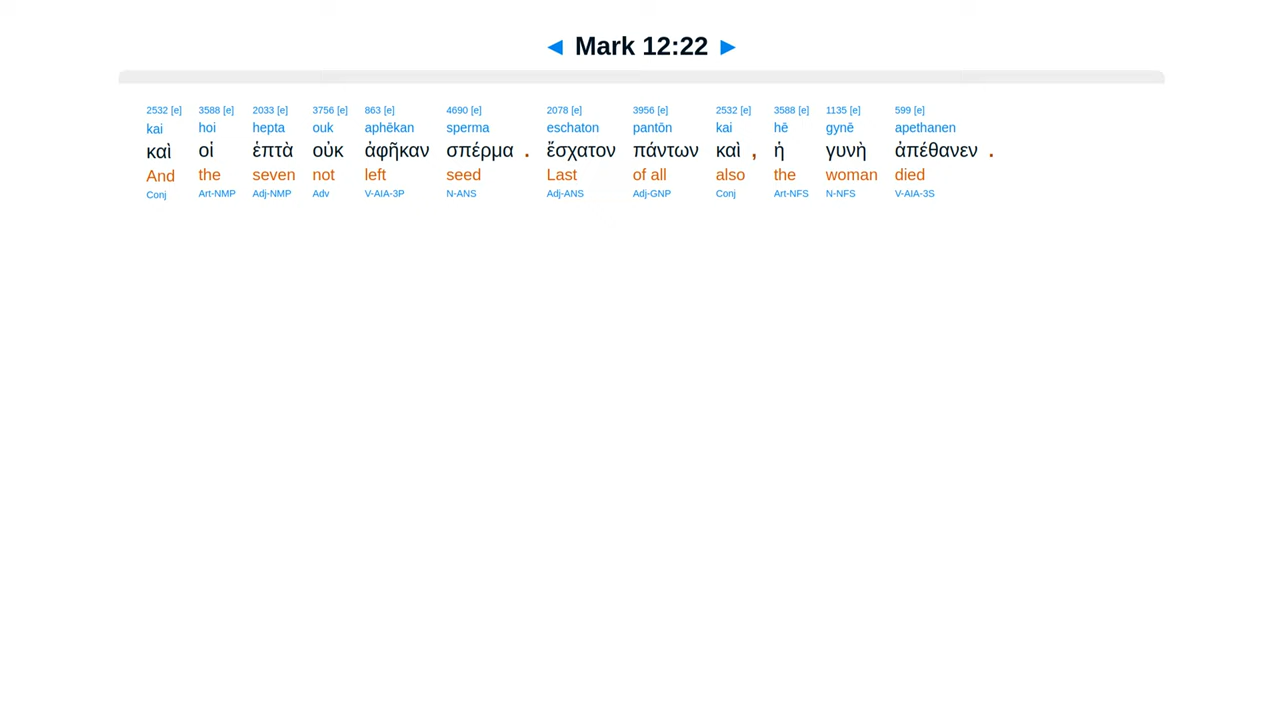 ◄ Mark 12:22 ►
2532 [e] 3588 [e] 2033 [e] 3756 [e] 863 [e] 4690 [e] 2078 [e] 3956 [e] 2532 [e] 3588 [e] 1135 [e] 599 [e]
kai hoi hepta ouk aphēkan sperma eschaton pantōn kai hē gynē apethanen
καὶ οἱ ἑπτὰ οὐκ ἀφῆκαν σπέρμα . ἔσχατον πάντων καὶ , ἡ γυνὴ ἀπέθανεν .
And the seven not left seed Last of all also the woman died
Conj Art-NMP Adj-NMP Adv V-AIA-3P N-ANS Adj-ANS Adj-GNP Conj Art-NFS N-NFS V-AIA-3S